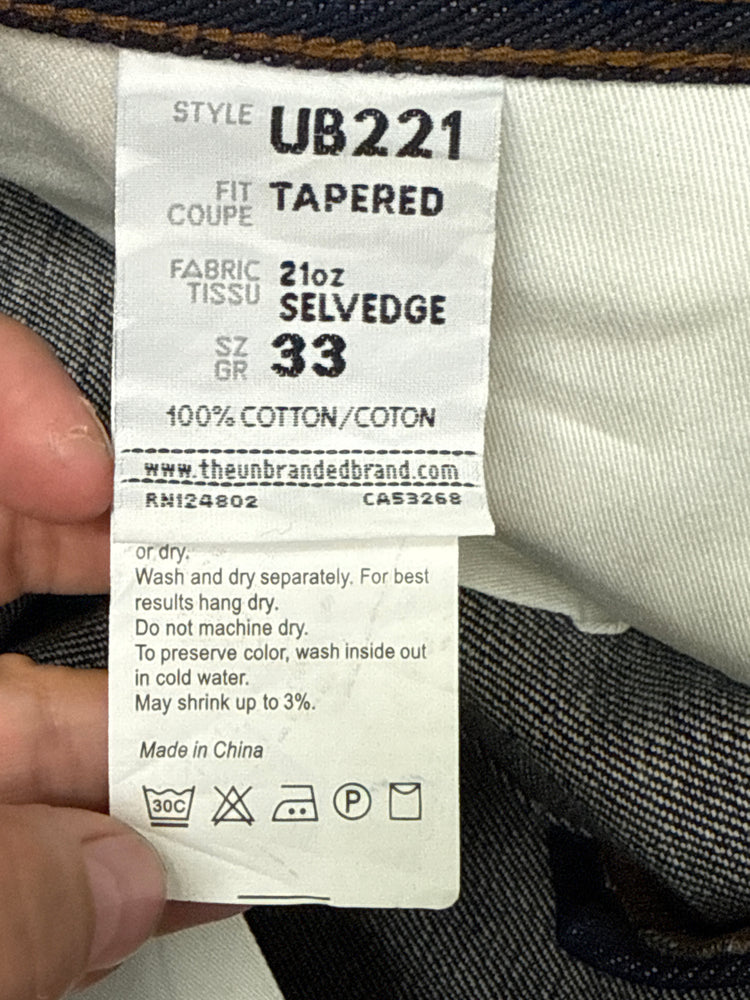 STYLE UB221
FIT TAPERED
COUPE
FABRIC 21oz
TISSU SELVEDGE
SZ 33
GR
100% COTTON/COTON
www.theunbrandedbrand.com
RN124802 CA53268
or dry.
Wash and dry separately. For best
results hang dry.
Do not machine dry.
To preserve color, wash inside out
in cold water.
May shrink up to 3%.
Made in China
30C P